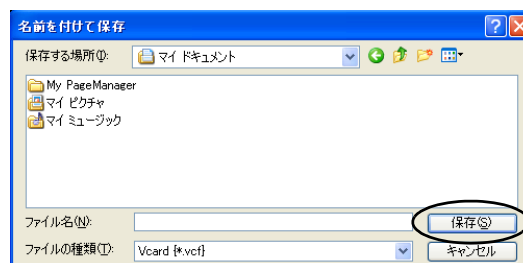 名前を付けて保存
保存する場所(I): マイ ドキュメント
My PageManager
マイ ピクチャ
マイ ミュージック
ファイル名(N): 保存(S)
ファイルの種類(T): Vcard {*.vcf} キャンセル